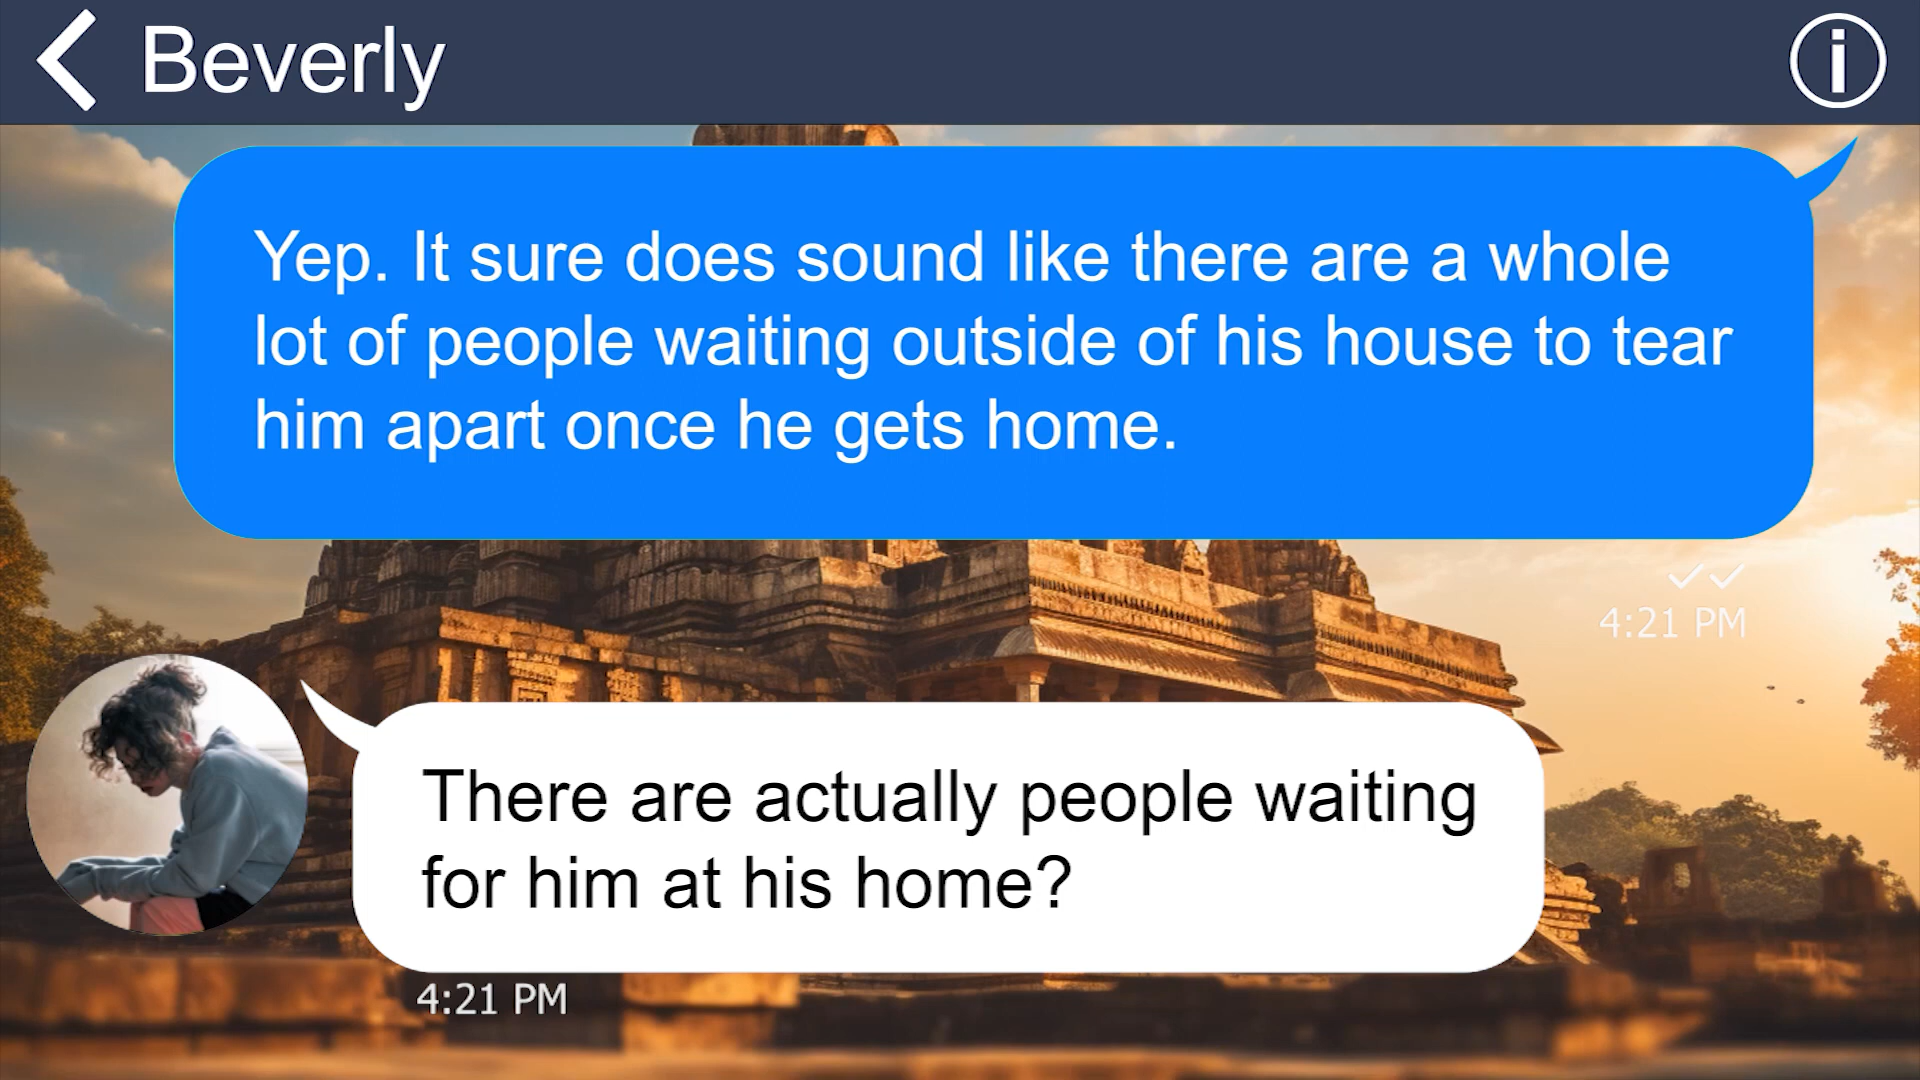 Beverly
Yep. It sure does sound like there are a whole
lot of people waiting outside of his house to tear
him apart once he gets home.
4:21 PM
There are actually people waiting
for him at his home?
4:21 PM